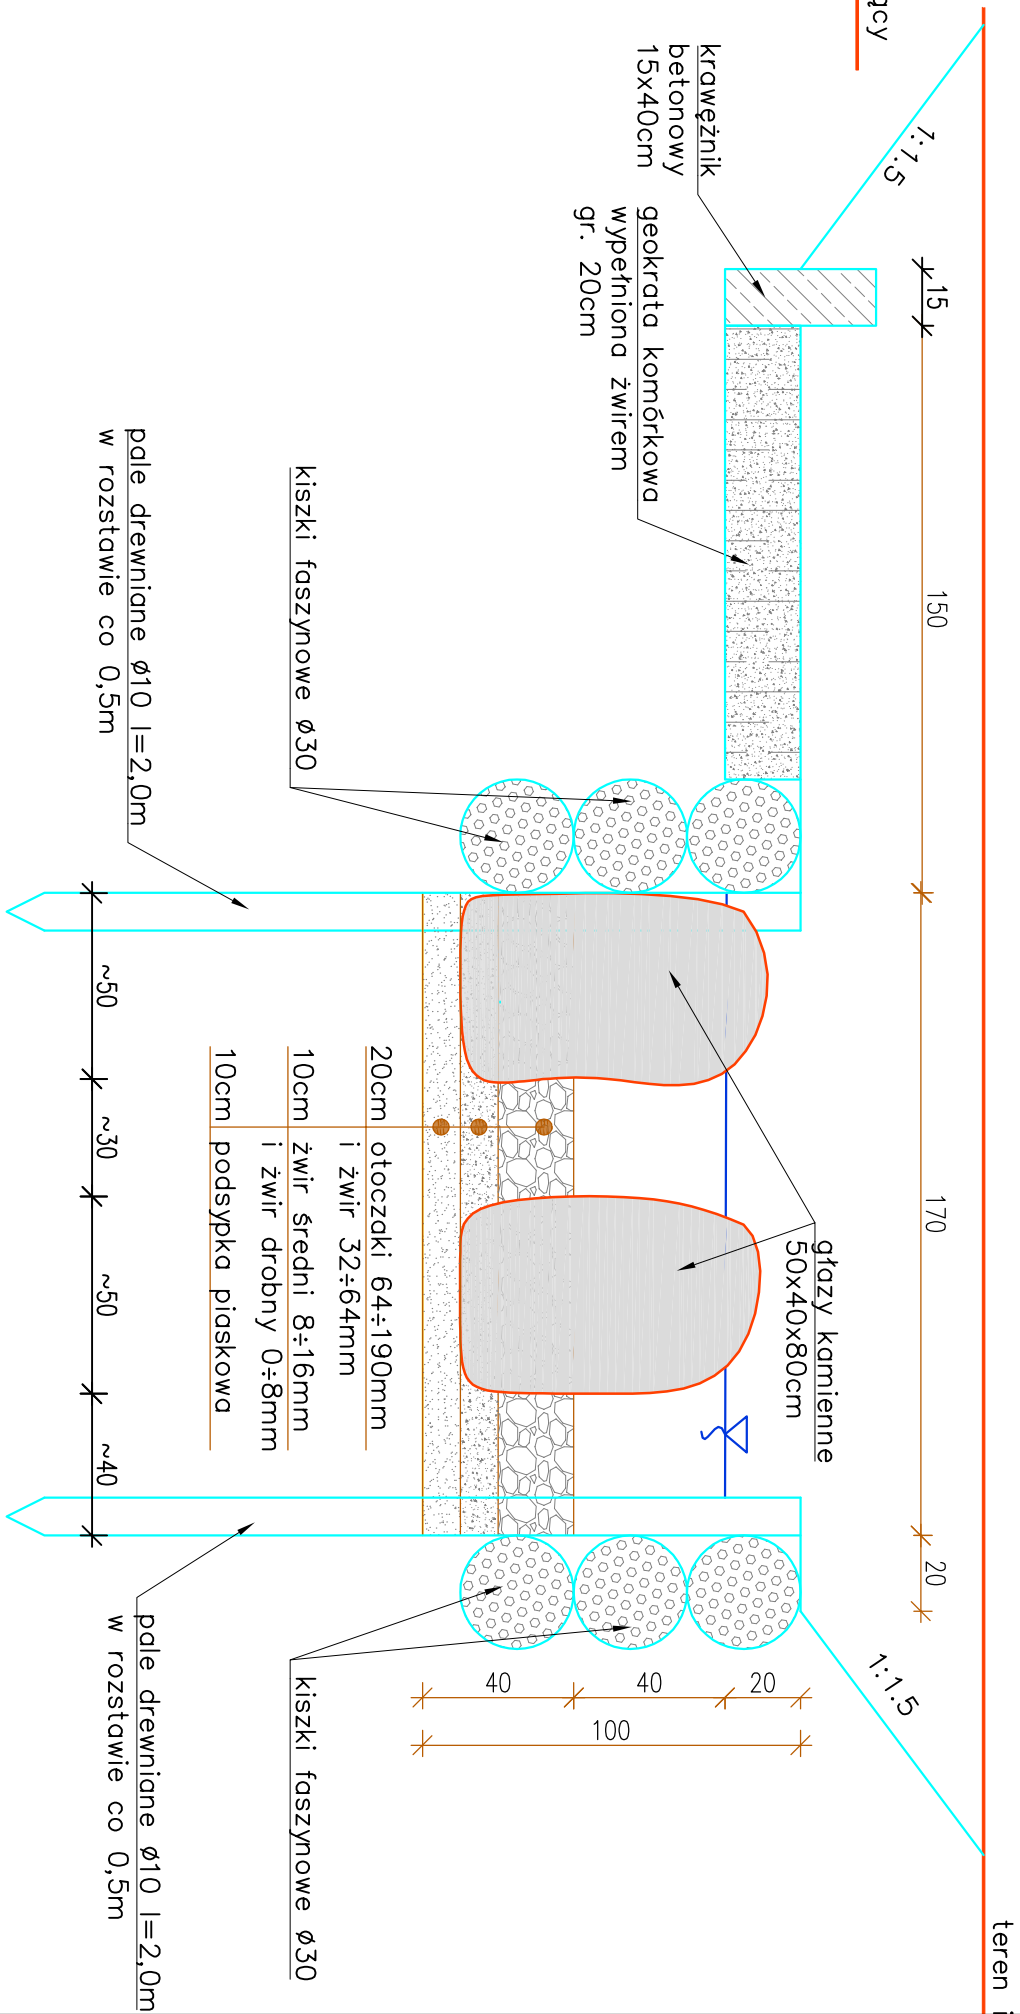 ący
teren i
1:1.5
15
150
170
20
1:1.5
krawężnik
betonowy
15x40cm
geokrata komórkowa
wypełniona żwirem
gr. 20cm
głazy kamienne
50x40x80cm
kiszki faszynowe ø30
pale drewniane ø10 l=2,0m
w rozstawie co 0,5m
20cm otoczaki 64÷190mm
i żwir 32÷64mm
10cm żwir średni 8÷16mm
i żwir drobny 0÷8mm
10cm podsypka piaskowa
20
40
40
100
kiszki faszynowe ø30
pale drewniane ø10 l=2,0m
w rozstawie co 0,5m
~50
~30
~50
~40